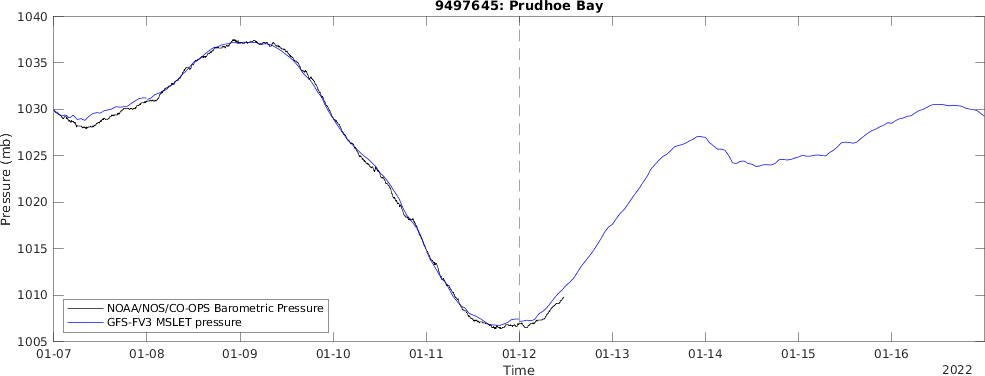 9497645: Prudhoe Bay
1040
1035
1030
1025
1020
1015
1010
1005
Pressure (mb)
NOAA/NOS/CO-OPS Barometric Pressure
GFS-FV3 MSLET pressure
01-07 01-08 01-09 01-10 01-11 01-12 01-13 01-14 01-15 01-16
Time
2022